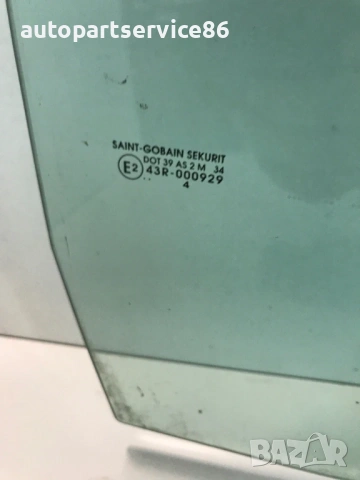 autopartservice86
SAINT-GOBAIN SEKURIT
DOT 39 AS 2 M 34
E2 43R-000929
4
BAZAR